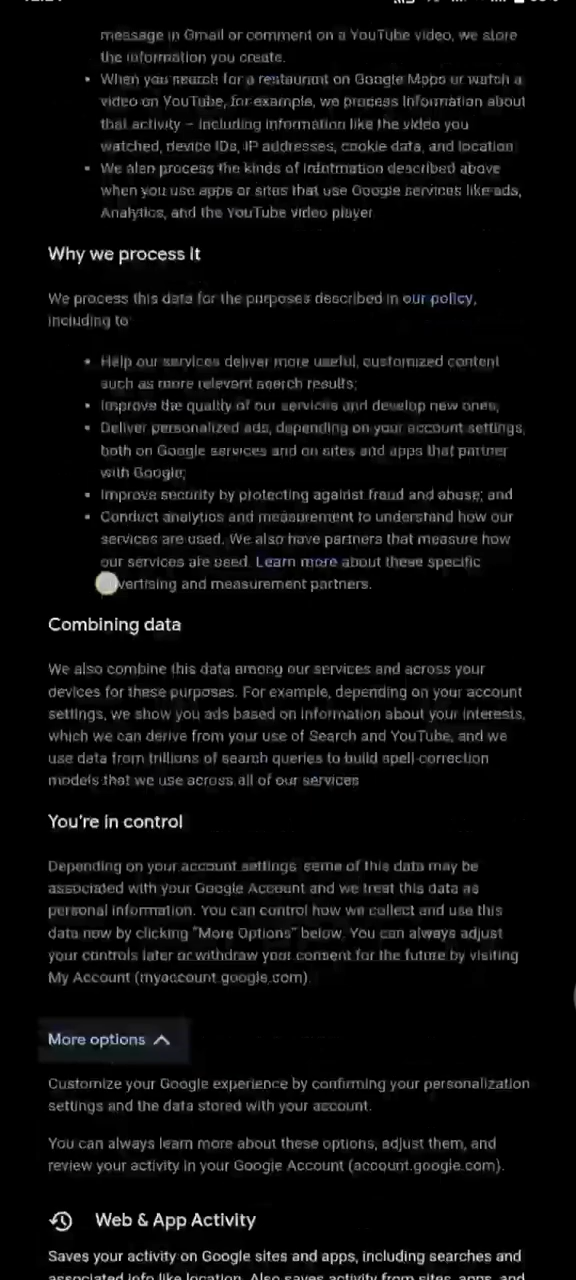 message in Gmail or comment on a YouTube video, we store
the information you create.
• When you search for a restaurant on Google Maps or watch a
video on YouTube, for example, we process information about
that activity – including information like the video you
watched, device IDs, IP addresses, cookie data, and location
• We also process the kinds of information described above
when you use apps or sites that use Google services like ads,
Analytics, and the YouTube video player
Why we process it
We process this data for the purposes described in our policy,
including to
• Help our services deliver more useful, customized content
such as more relevant search results;
• Improve the quality of our services and develop new ones;
• Deliver personalized ads, depending on your account settings,
both on Google services and on sites and apps that partner
with Google;
• Improve security by protecting against fraud and abuse; and
• Conduct analytics and measurement to understand how our
services are used. We also have partners that measure how
our services are used. Learn more about these specific
vertising and measurement partners.
Combining data
We also combine this data among our services and across your
devices for these purposes. For example, depending on your account
settings, we show you ads based on information about your interests,
which we can derive from your use of Search and YouTube, and we
use data from trillions of search queries to build spell-correction
models that we use across all of our services
You're in control
Depending on your account settings, some of this data may be
associated with your Google Account and we treat this data as
personal information. You can control how we collect and use this
data now by clicking "More Options" below. You can always adjust
your controls later or withdraw your consent for the future by visiting
My Account (myaccount.google.com)
More options
Customize your Google experience by confirming your personalization
settings and the data stored with your account.
You can always learn more about these options, adjust them, and
review your activity in your Google Account (account.google.com).
Web & App Activity
Saves your activity on Google sites and apps, including searches and
associated info like location. Also saves activity from sites, apps, and